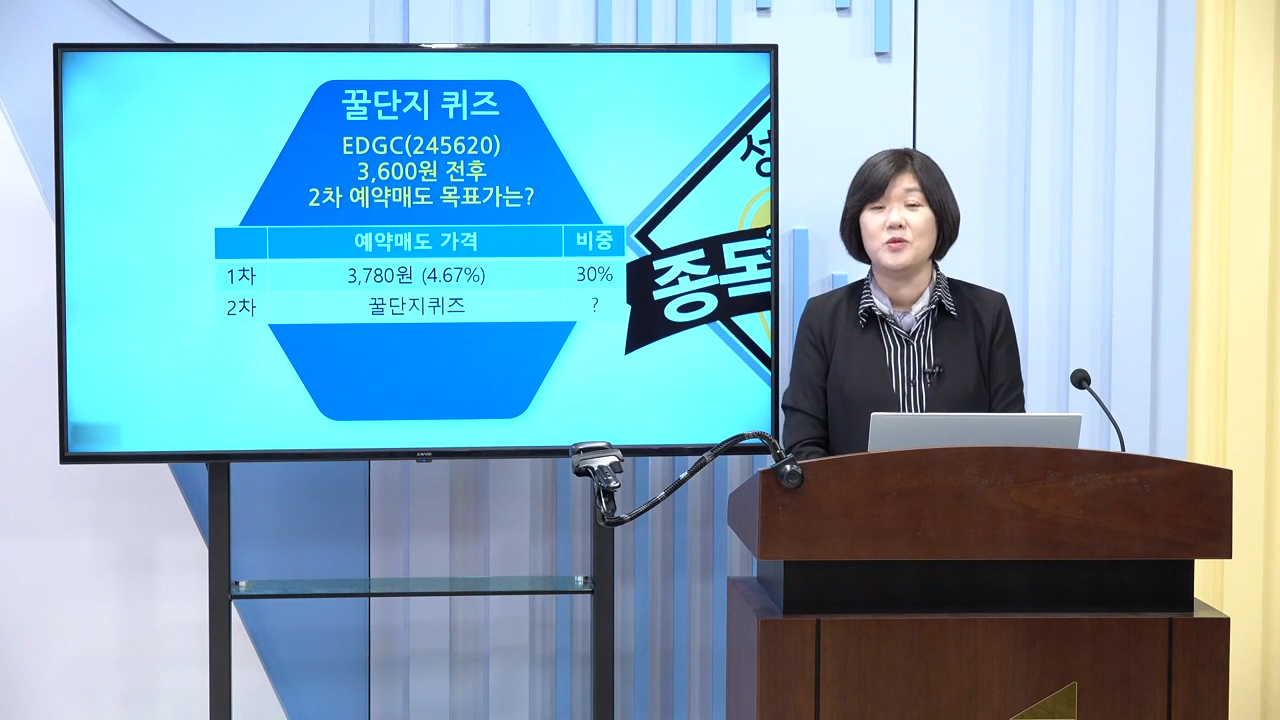 꿀단지 퀴즈
EDGC(245620)
3,600원 전후
2차 예약매도 목표가는?
예약매도 가격 비중
1차 3,780원 (4.67%) 30%
2차 꿀단지퀴즈 ?
성
종목